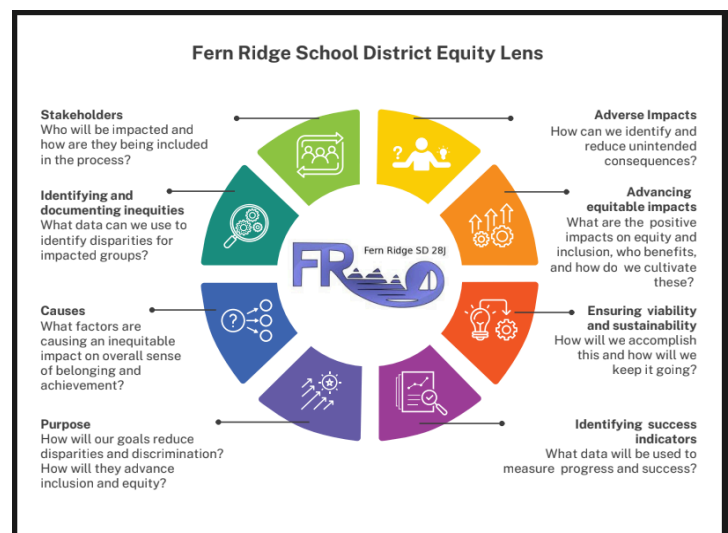 Fern Ridge School District Equity Lens
Stakeholders
Who will be impacted and
how are they being included
in the process?
Identifying and
documenting inequities
What data can we use to
identify disparities for
impacted groups?
Causes
What factors are
causing an inequitable
impact on overall sense
of belonging and
achievement?
Purpose
How will our goals reduce
disparities and discrimination?
How will they advance
inclusion and equity?
?
?
FR
Fern Ridge SD 28J
Adverse Impacts
How can we identify and
reduce unintended
consequences?
Advancing
equitable impacts
What are the positive
impacts on equity and
inclusion, who benefits,
and how do we cultivate
these?
Ensuring viability
and sustainability
How will we accomplish
this and how will we
keep it going?
Identifying success
indicators
What data will be used to
measure progress and success?